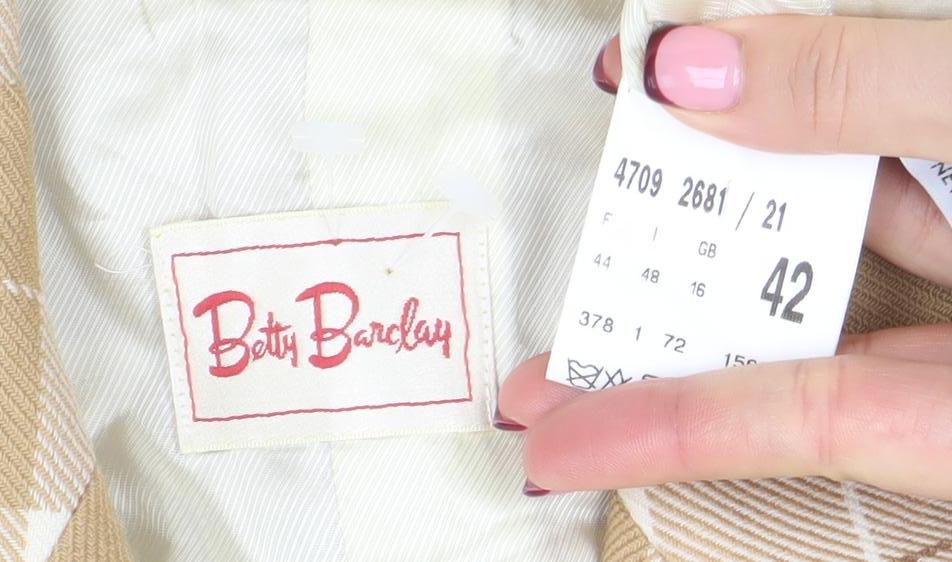 Betty Barclay
4709 2681 / 21
F I GB
44 48 16 42
378 1 72